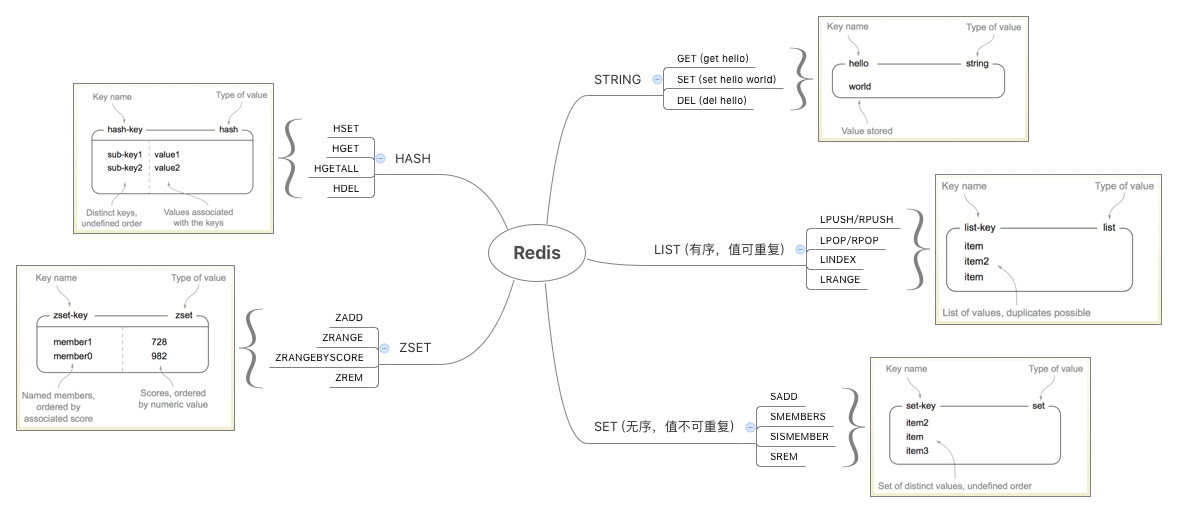 Redis
STRING
GET (get hello)
SET (set hello world)
DEL (del hello)
Key name
Type of value
hello
string
world
Value stored
LIST (有序，值可重复)
LPUSH/RPUSH
LPOP/RPOP
LINDEX
LRANGE
Key name
Type of value
list-key
list
item
item2
item
List of values, duplicates possible
SET (无序，值不可重复)
SADD
SMEMBERS
SISMEMBER
SREM
Key name
Type of value
set-key
set
item2
item
item3
Set of distinct values, undefined order
HASH
HSET
HGET
HGETALL
HDEL
Key name
Type of value
hash-key
hash
sub-key1 value1
sub-key2 value2
Distinct keys,
undefined order
Values associated
with the keys
ZSET
ZADD
ZRANGE
ZRANGEBYSCORE
ZREM
Key name
Type of value
zset-key
zset
member1 728
member0 982
Named members,
ordered by
associated score
Scores, ordered
by numeric value